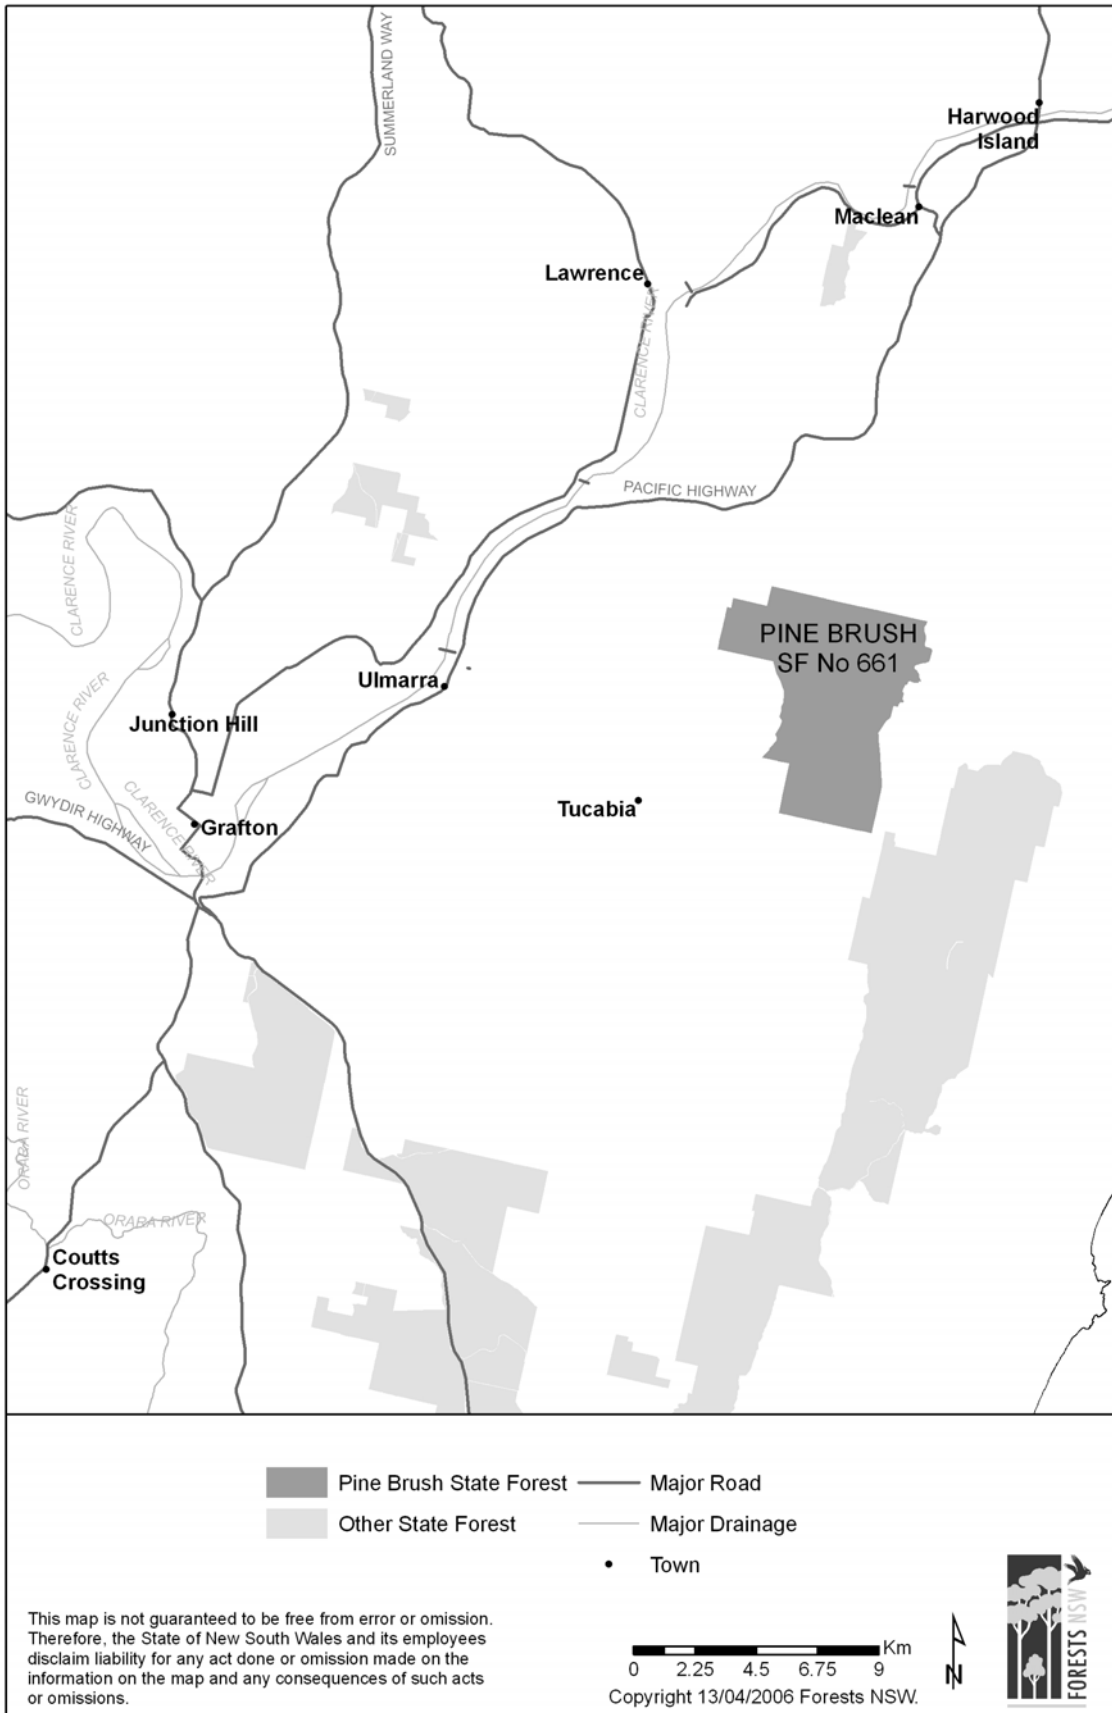 SUMMERLAND WAY
Harwood
Island
Maclean
Lawrence
CLARENCE RIVER
PACIFIC HIGHWAY
CLARENCE RIVER
PINE BRUSH
SF No 661
Ulmarra
CLARENCE RIVER
Junction Hill
Tucabia
GWYDIR HIGHWAY
CLARENCE RIVER
Grafton
ORABA RIVER
ORABA RIVER
Coutts
Crossing
Pine Brush State Forest
Major Road
Other State Forest
Major Drainage
Town
This map is not guaranteed to be free from error or omission.
Therefore, the State of New South Wales and its employees
disclaim liability for any act done or omission made on the
information on the map and any consequences of such acts
or omissions.
Km
0 2.25 4.5 6.75 9
Copyright 13/04/2006 Forests NSW.
N
FORESTS NSW